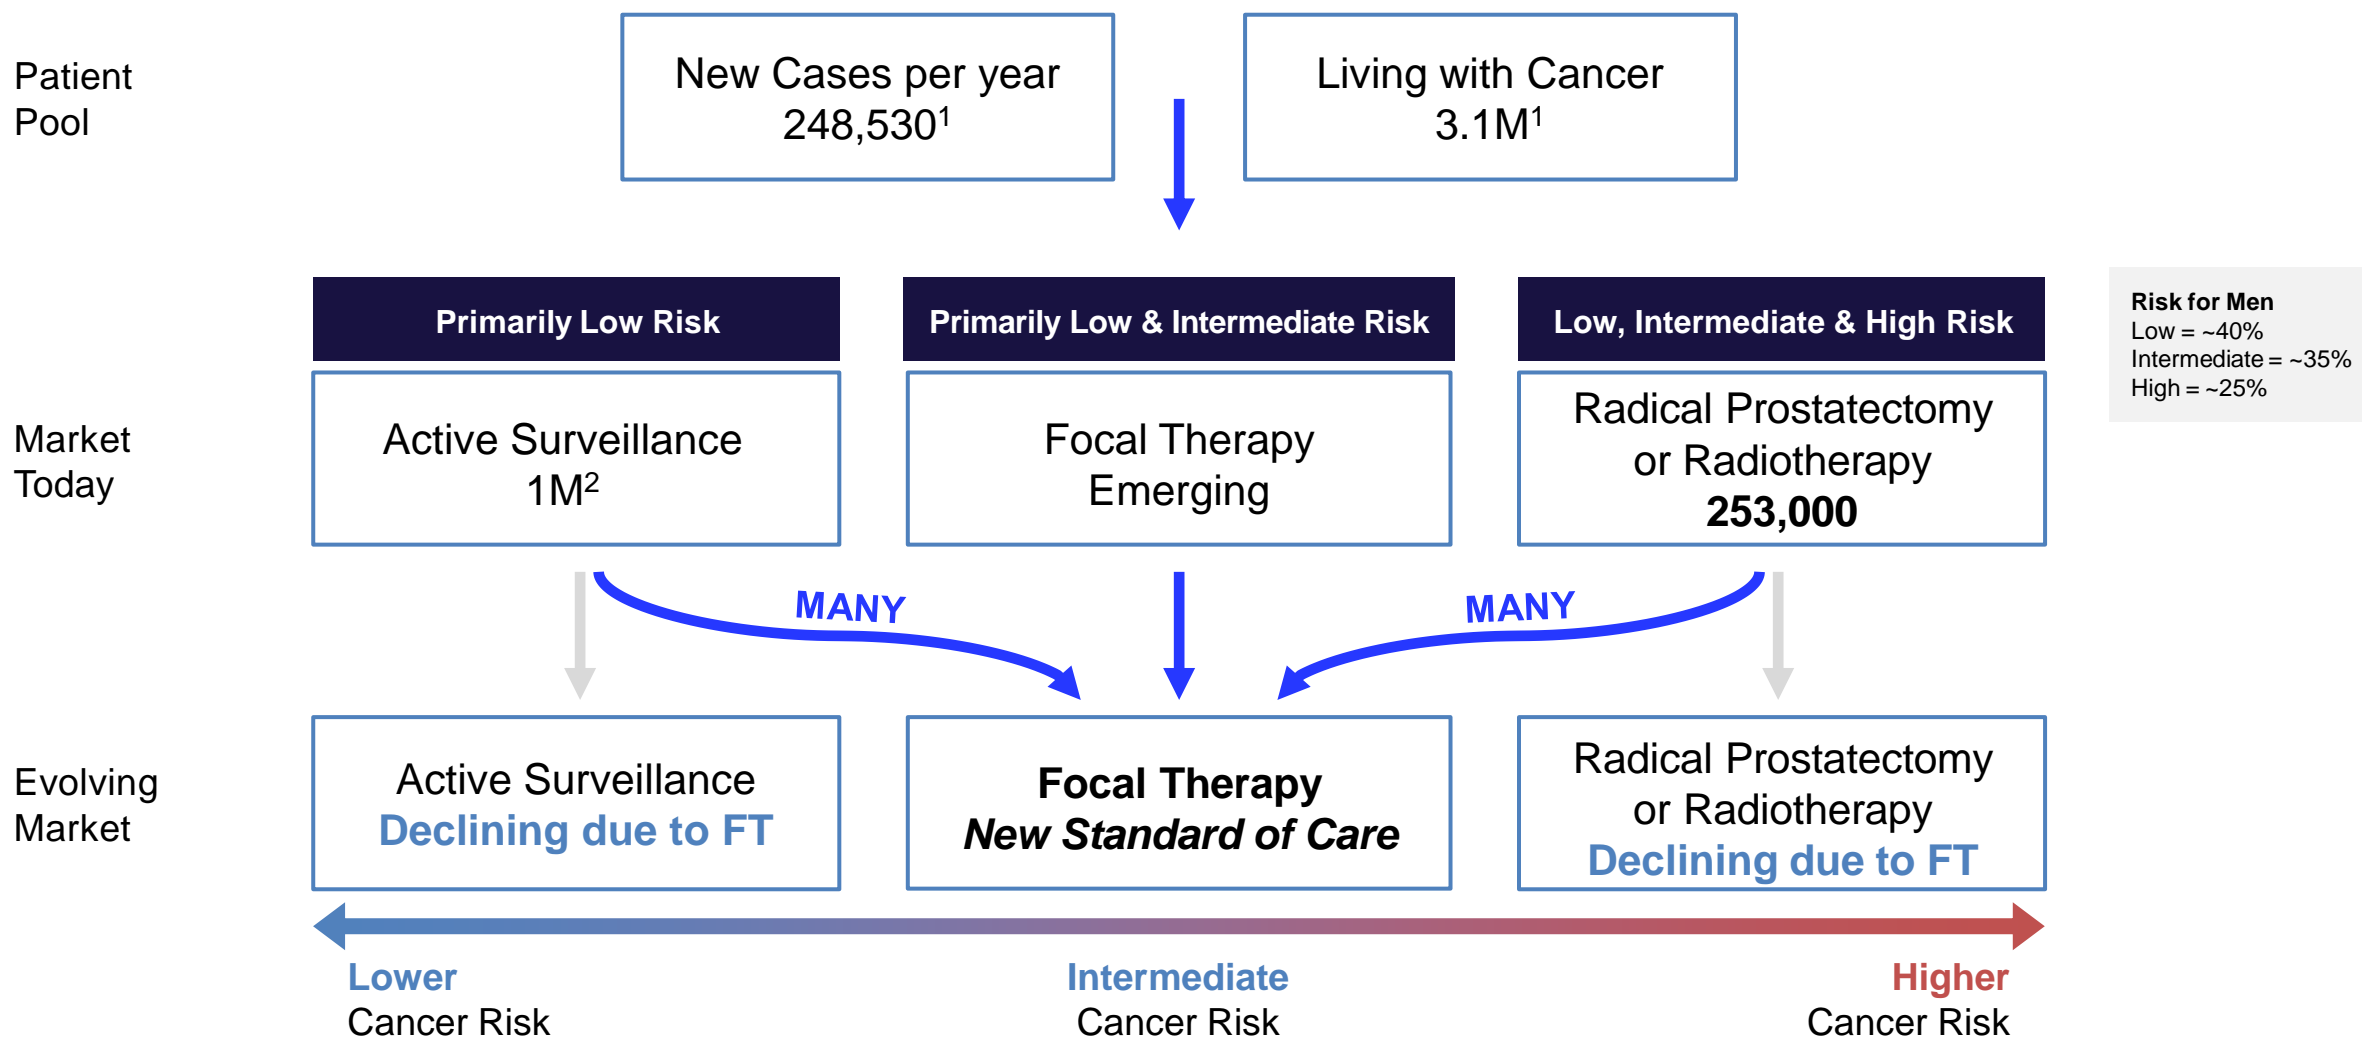 Patient
Pool
New Cases per year
248,530¹
Living with Cancer
3.1M¹
Primarily Low Risk
Primarily Low & Intermediate Risk
Low, Intermediate & High Risk
Risk for Men
Low = ~40%
Intermediate = ~35%
High = ~25%
Market
Today
Active Surveillance
1M²
Focal Therapy
Emerging
Radical Prostatectomy
or Radiotherapy
253,000
MANY
MANY
Evolving
Market
Active Surveillance
Declining due to FT
Focal Therapy
New Standard of Care
Radical Prostatectomy
or Radiotherapy
Declining due to FT
Lower
Cancer Risk
Intermediate
Cancer Risk
Higher
Cancer Risk